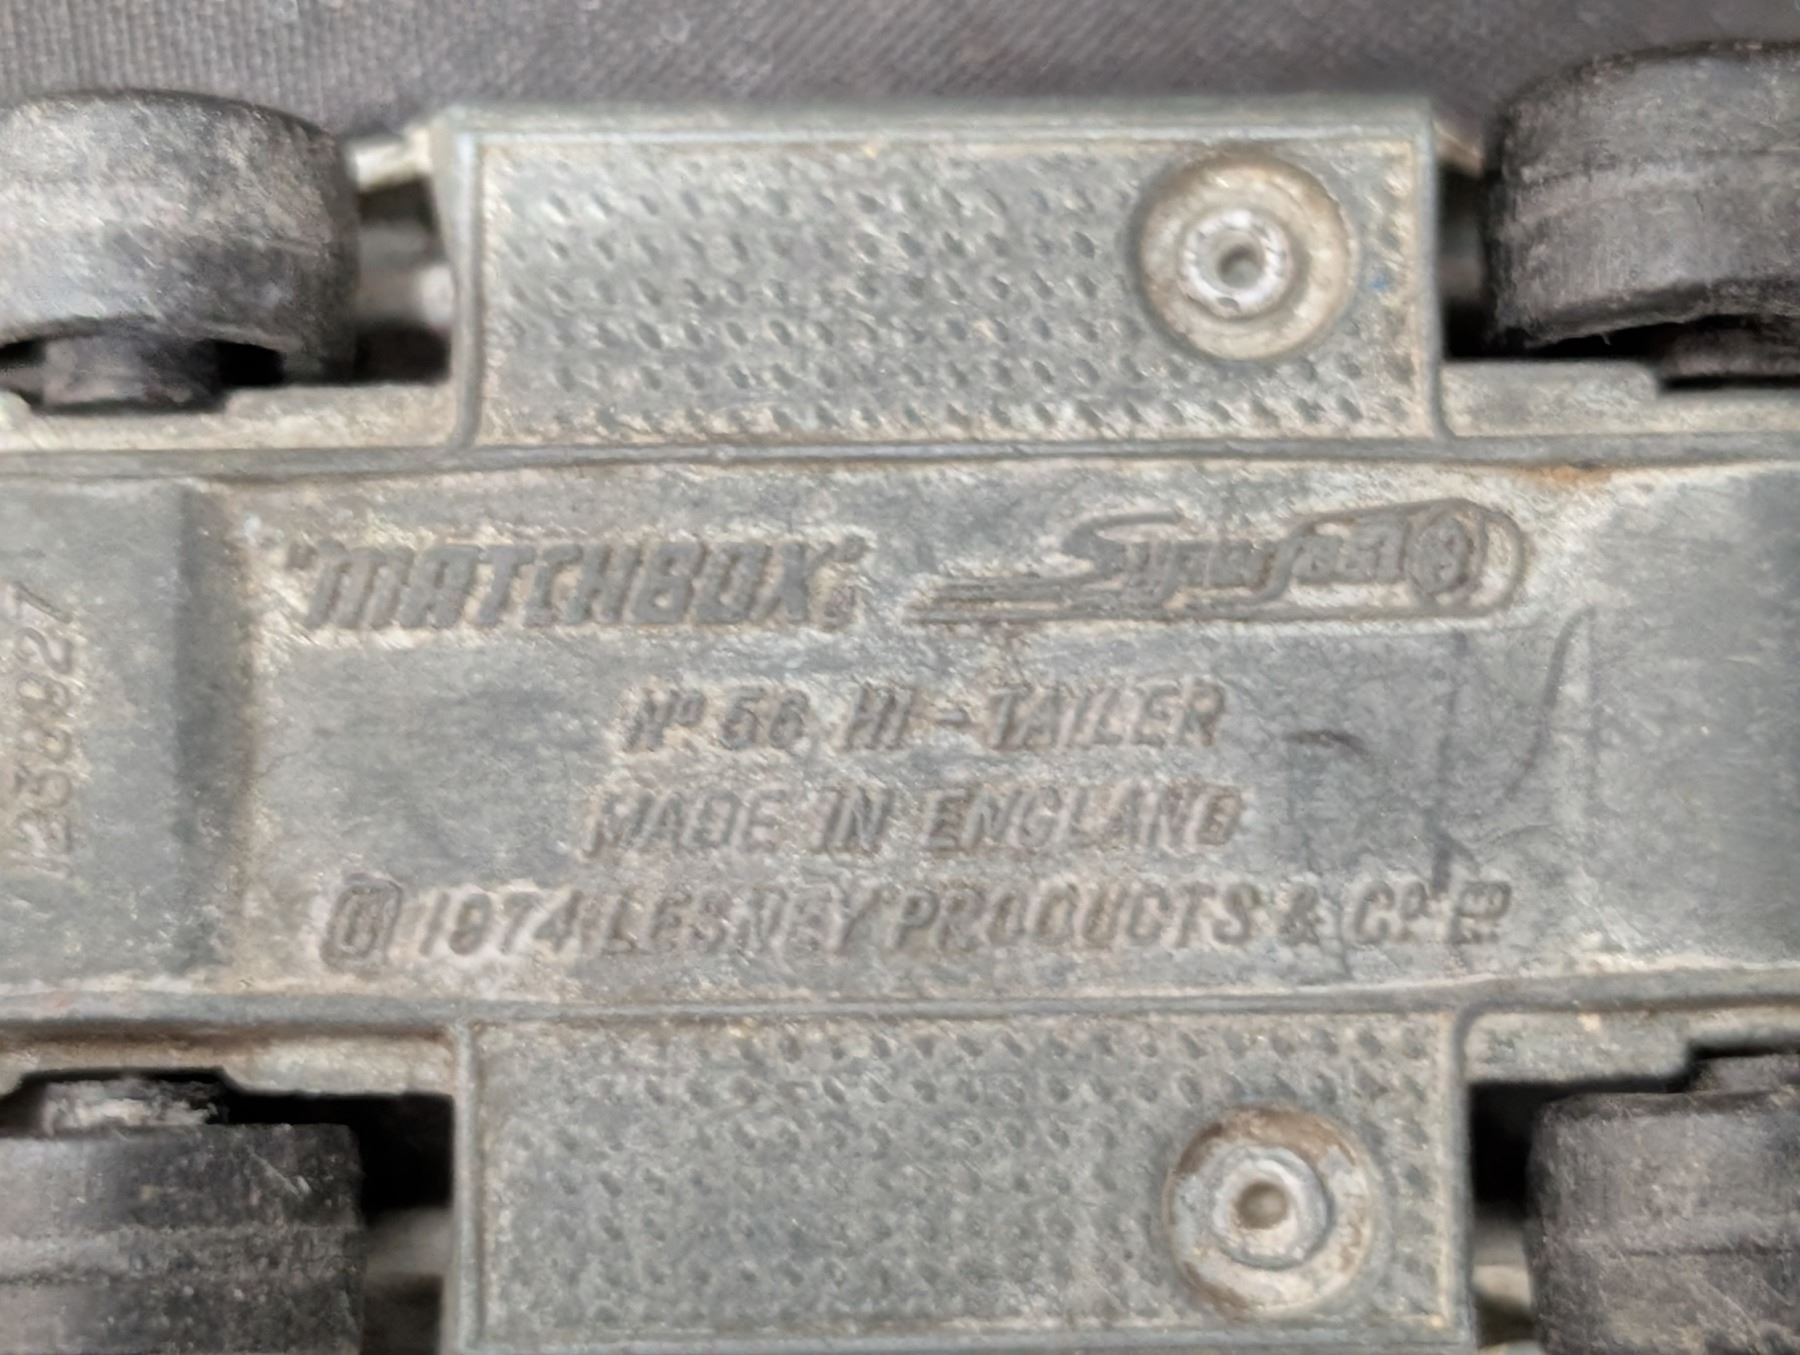 "MATCHBOX"® Superfast ®
Nº 56 HI-TAILER
MADE IN ENGLAND
© 1974 LESNEY PRODUCTS & Cº Lᵀᴰ